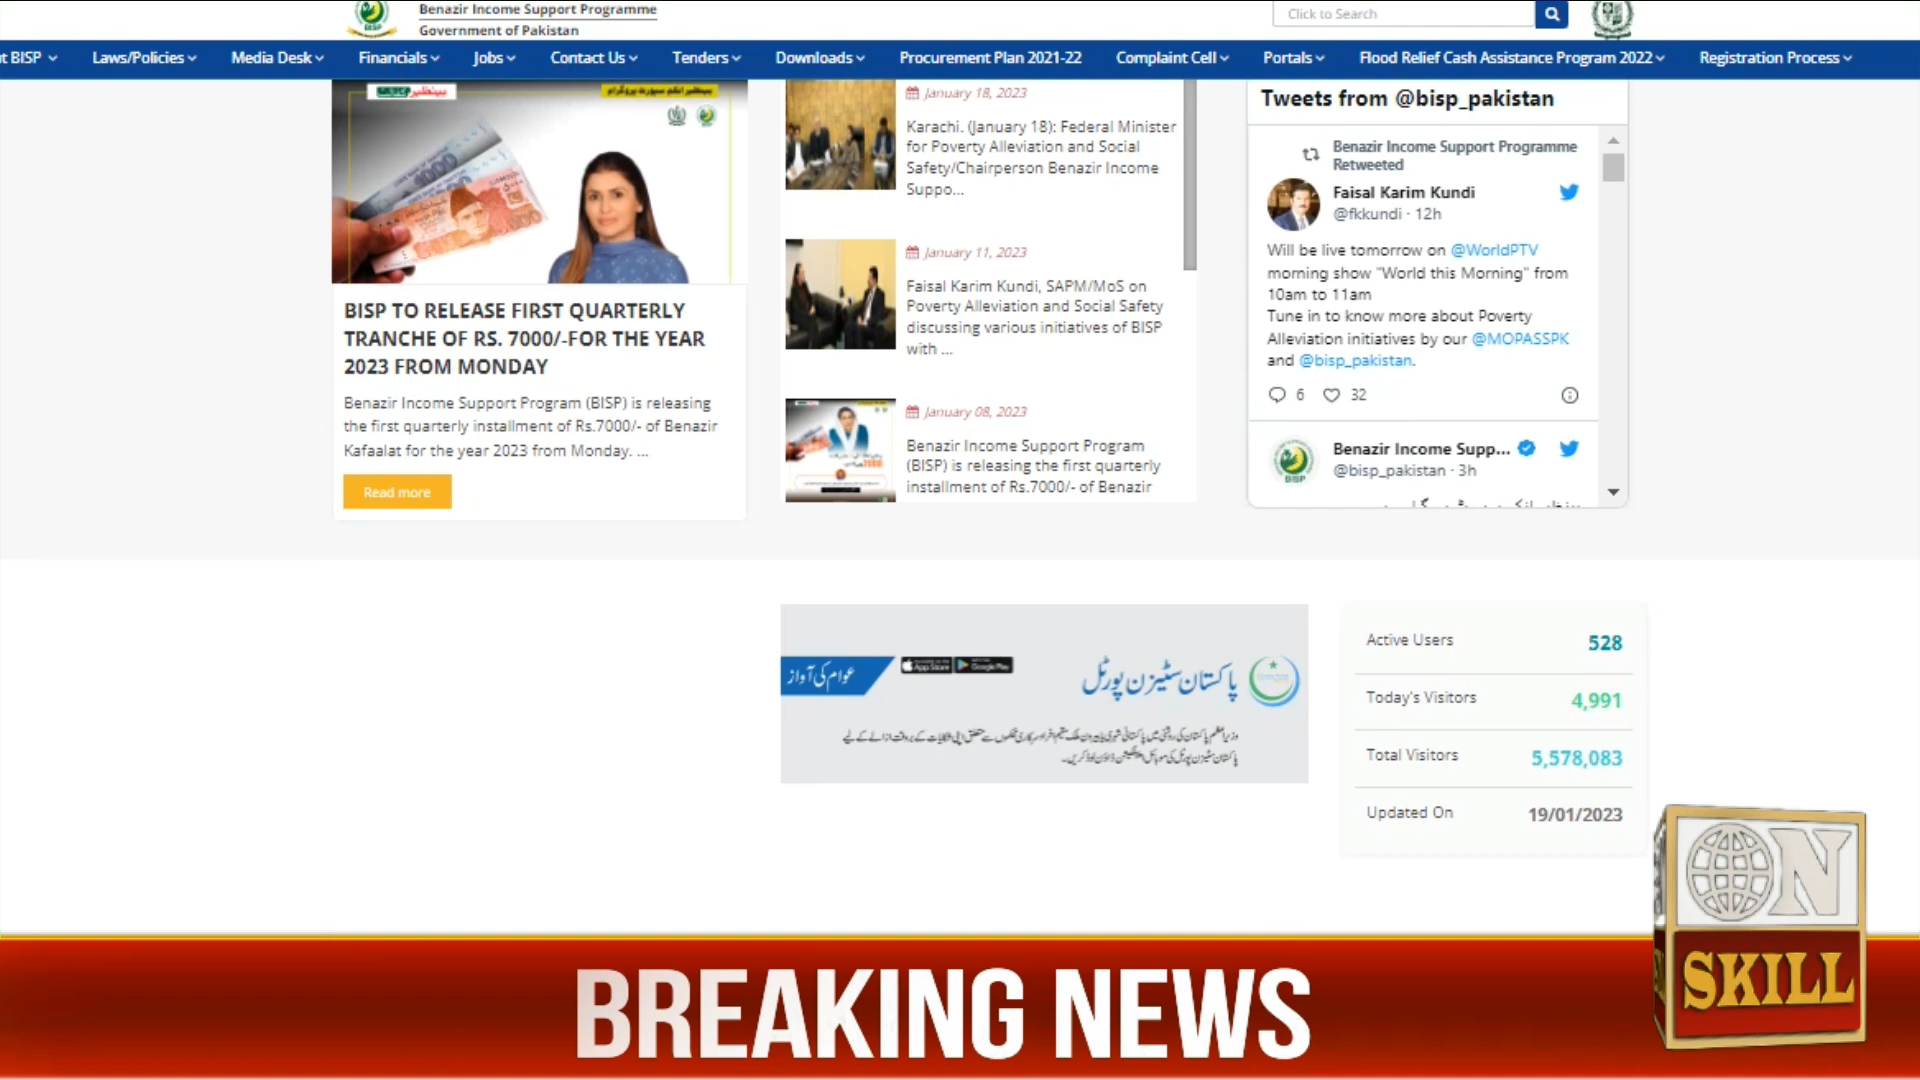 Benazir Income Support Programme
Government of Pakistan
Click to Search
t BISP
Laws/Policies
Media Desk
Financials
Jobs
Contact Us
Tenders
Downloads
Procurement Plan 2021-22
Complaint Cell
Portals
Flood Relief Cash Assistance Program 2022
Registration Process
بینظیر انکم سپورٹ پروگرام
BISP TO RELEASE FIRST QUARTERLY
TRANCHE OF RS. 7000/-FOR THE YEAR
2023 FROM MONDAY
Benazir Income Support Program (BISP) is releasing
the first quarterly installment of Rs.7000/- of Benazir
Kafaalat for the year 2023 from Monday. ...
Read more
January 18, 2023
Karachi. (January 18): Federal Minister
for Poverty Alleviation and Social
Safety/Chairperson Benazir Income
Suppo...
January 11, 2023
Faisal Karim Kundi, SAPM/MoS on
Poverty Alleviation and Social Safety
discussing various initiatives of BISP
with ...
January 08, 2023
Benazir Income Support Program
(BISP) is releasing the first quarterly
installment of Rs.7000/- of Benazir
Tweets from @bisp_pakistan
Benazir Income Support Programme
Retweeted
Faisal Karim Kundi
@fkkundi · 12h
Will be live tomorrow on @WorldPTV
morning show "World this Morning" from
10am to 11am
Tune in to know more about Poverty
Alleviation initiatives by our @MOPASSPK
and @bisp_pakistan.
6 32
Benazir Income Supp...
@bisp_pakistan · 3h
BISP
عوام کی آواز
App Store
Google Play
پاکستان سٹیزن پورٹل
Active Users 528
Today's Visitors 4,991
Total Visitors 5,578,083
Updated On 19/01/2023
ON
SKILL
BREAKING NEWS